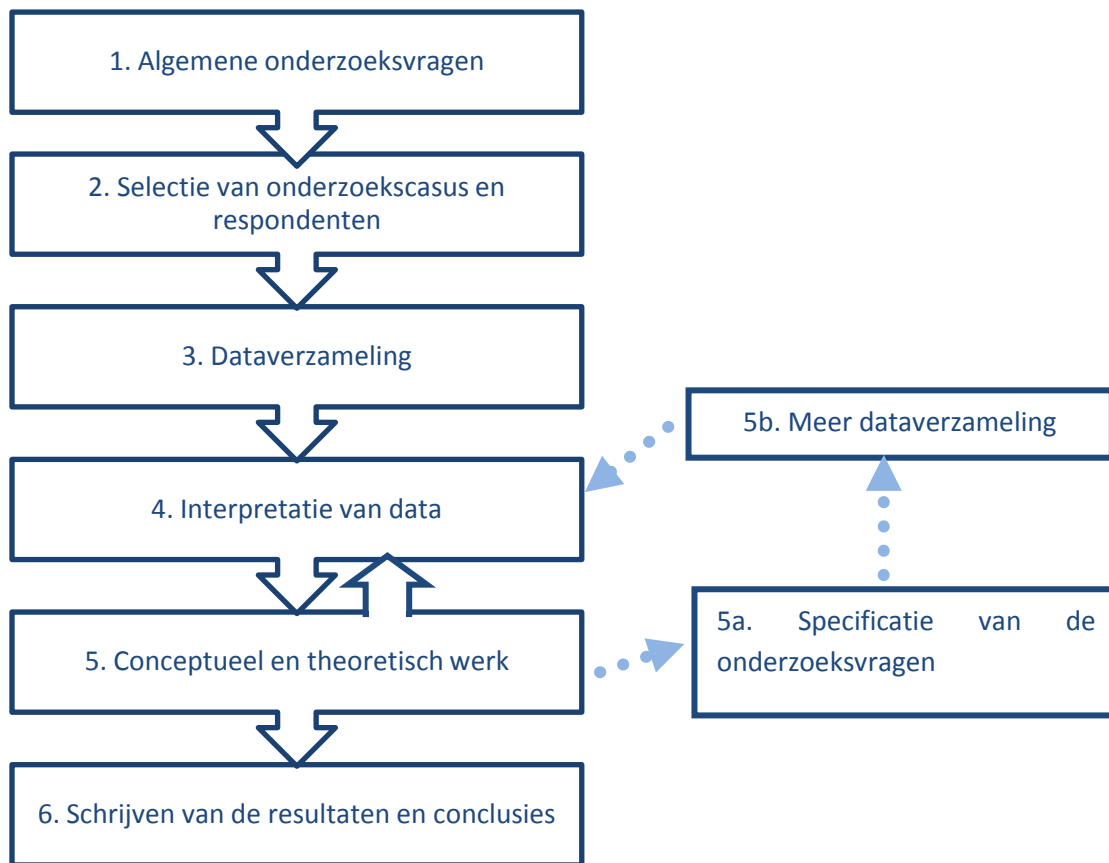 1. Algemene onderzoeksvragen
2. Selectie van onderzoekscasus en
respondenten
3. Dataverzameling
5b. Meer dataverzameling
4. Interpretatie van data
5a. Specificatie van de
onderzoeksvragen
5. Conceptueel en theoretisch werk
6. Schrijven van de resultaten en conclusies